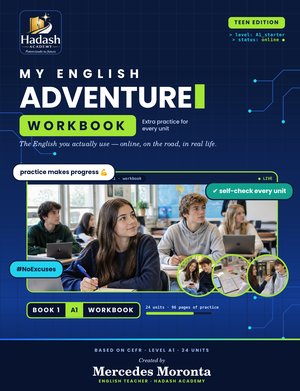 Hadash
ACADEMY
TEEN EDITION
> level: A1_starter
> status: online
MY ENGLISH
ADVENTURE
WORKBOOK
Extra practice for
every unit
The English you actually use — online, on the road, in real life.
practice makes progress 💪
workbook
LIVE
✔ self-check every unit
#NoExcuses
BOOK 1 A1 WORKBOOK
24 units · 96 pages of practice
BASED ON CEFR · LEVEL A1 · 24 UNITS
Created by
Mercedes Moronta
ENGLISH TEACHER · HADASH ACADEMY